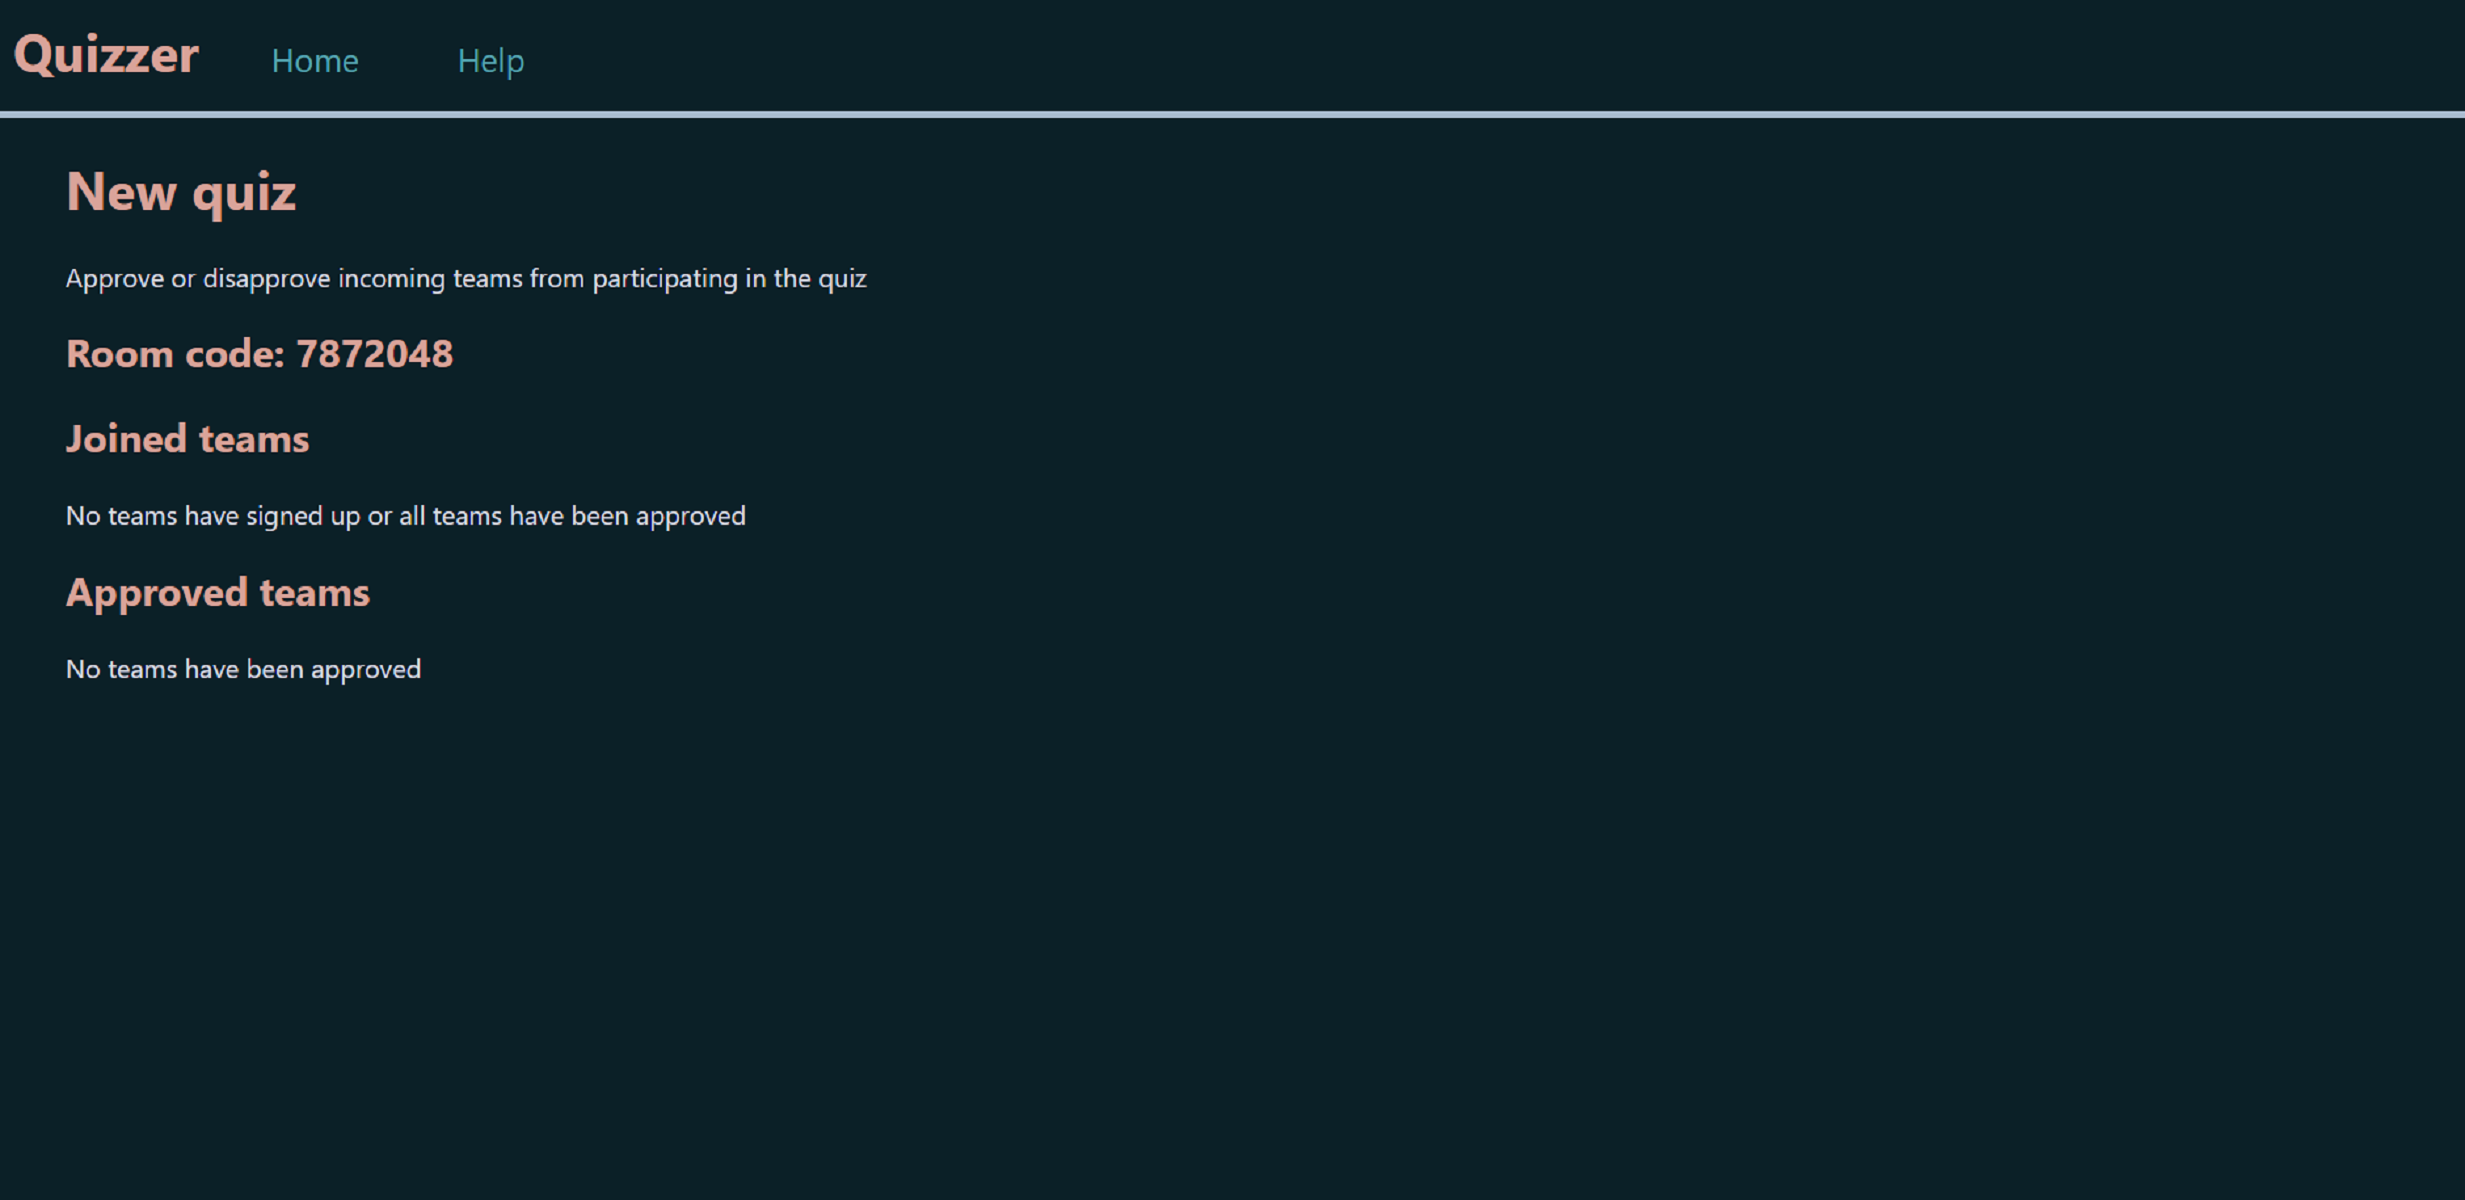 Quizzer Home Help
New quiz
Approve or disapprove incoming teams from participating in the quiz
Room code: 7872048
Joined teams
No teams have signed up or all teams have been approved
Approved teams
No teams have been approved